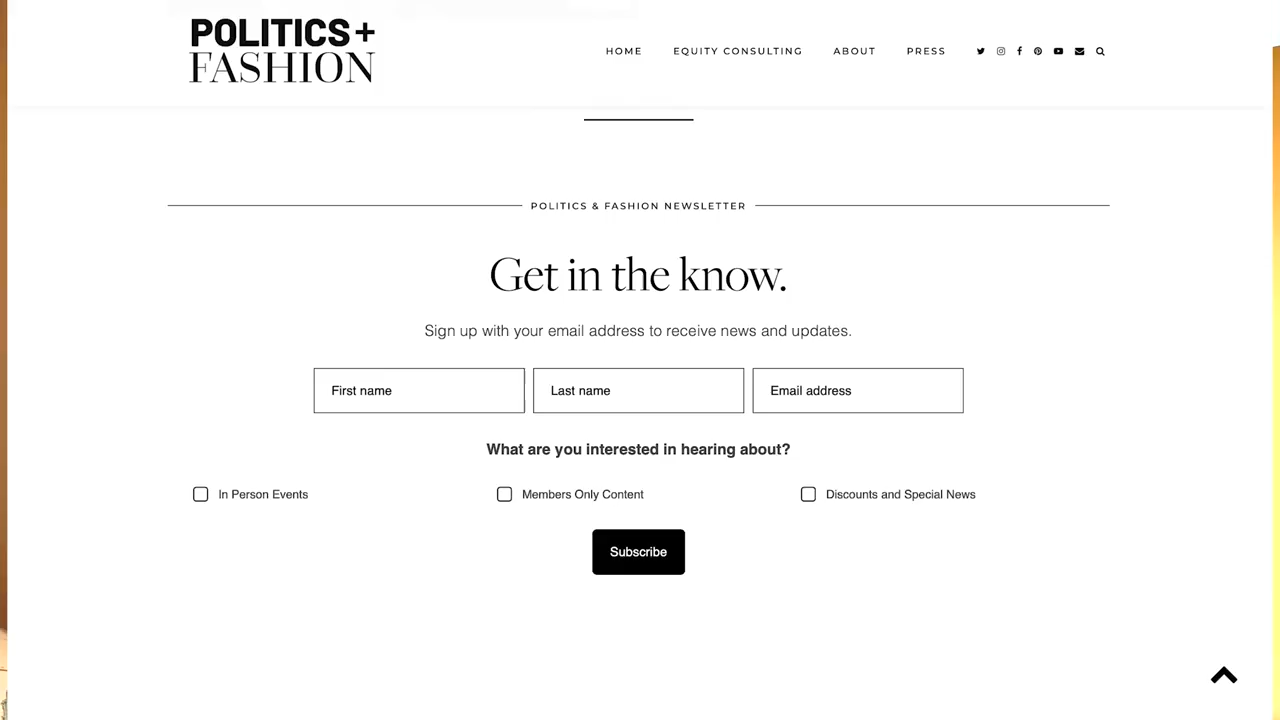 POLITICS+
FASHION
HOME EQUITY CONSULTING ABOUT PRESS
POLITICS & FASHION NEWSLETTER
Get in the know.
Sign up with your email address to receive news and updates.
First name Last name Email address
What are you interested in hearing about?
In Person Events Members Only Content Discounts and Special News
Subscribe